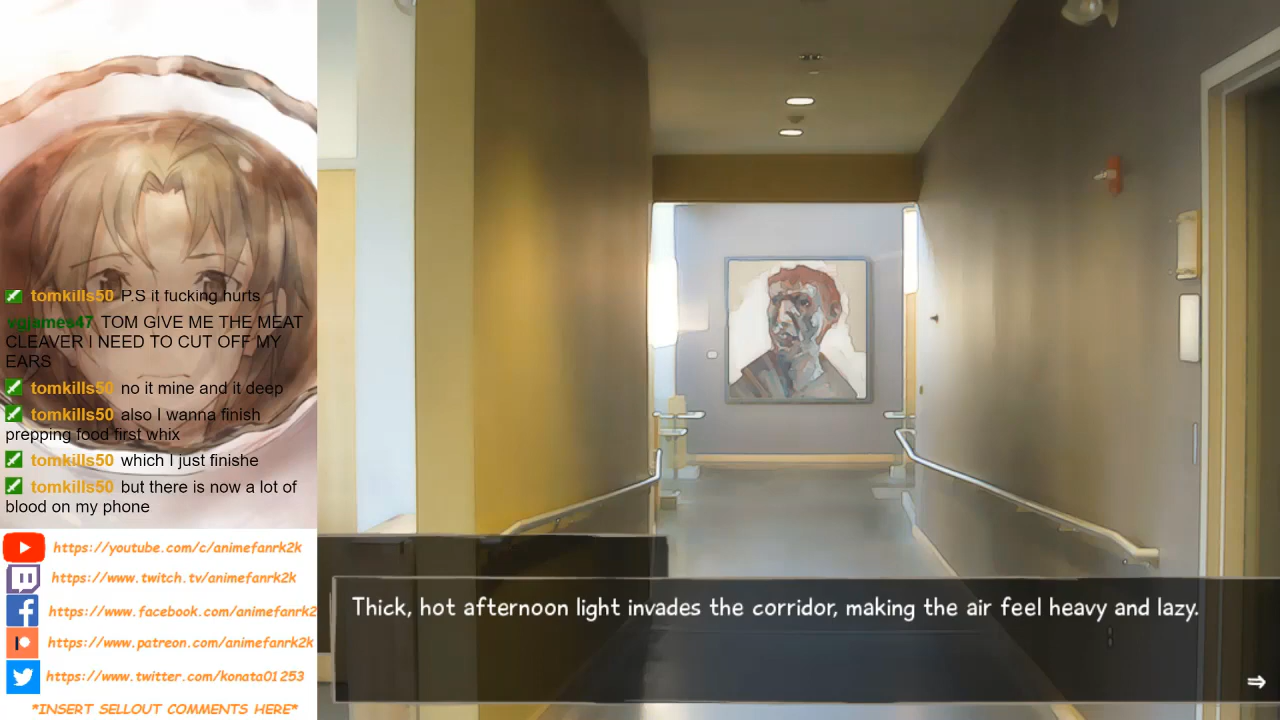 tomkills50 P.S it fucking hurts
vgjames47 TOM GIVE ME THE MEAT
CLEAVER I NEED TO CUT OFF MY
EARS
tomkills50 no it mine and it deep
tomkills50 also I wanna finish
prepping food first whix
tomkills50 which I just finishe
tomkills50 but there is now a lot of
blood on my phone
https://youtube.com/c/animefanrk2k
https://www.twitch.tv/animefanrk2k
https://www.facebook.com/animefanrk2
https://www.patreon.com/animefanrk2k
https://www.twitter.com/konata01253
*INSERT SELLOUT COMMENTS HERE*
Thick, hot afternoon light invades the corridor, making the air feel heavy and lazy.